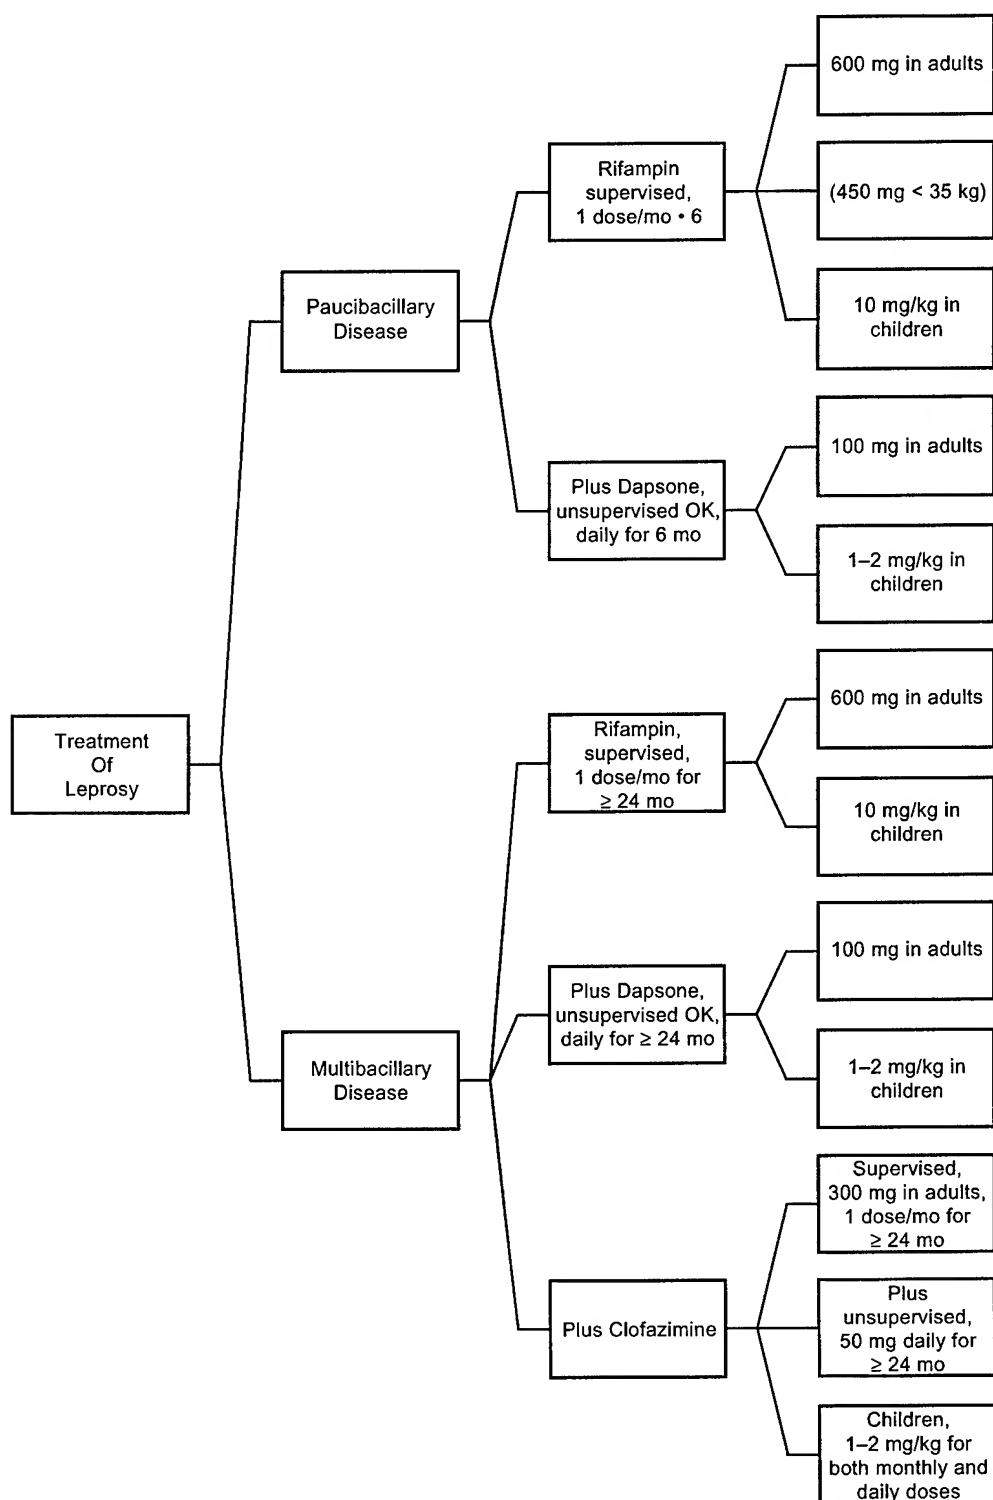 Treatment
Of
Leprosy
Paucibacillary
Disease
Rifampin
supervised,
1 dose/mo • 6
600 mg in adults
(450 mg < 35 kg)
10 mg/kg in
children
Plus Dapsone,
unsupervised OK,
daily for 6 mo
100 mg in adults
1–2 mg/kg in
children
Multibacillary
Disease
Rifampin,
supervised,
1 dose/mo for
≥ 24 mo
600 mg in adults
10 mg/kg in
children
Plus Dapsone,
unsupervised OK,
daily for ≥ 24 mo
100 mg in adults
1–2 mg/kg in
children
Plus Clofazimine
Supervised,
300 mg in adults,
1 dose/mo for
≥ 24 mo
Plus
unsupervised,
50 mg daily for
≥ 24 mo
Children,
1–2 mg/kg for
both monthly and
daily doses